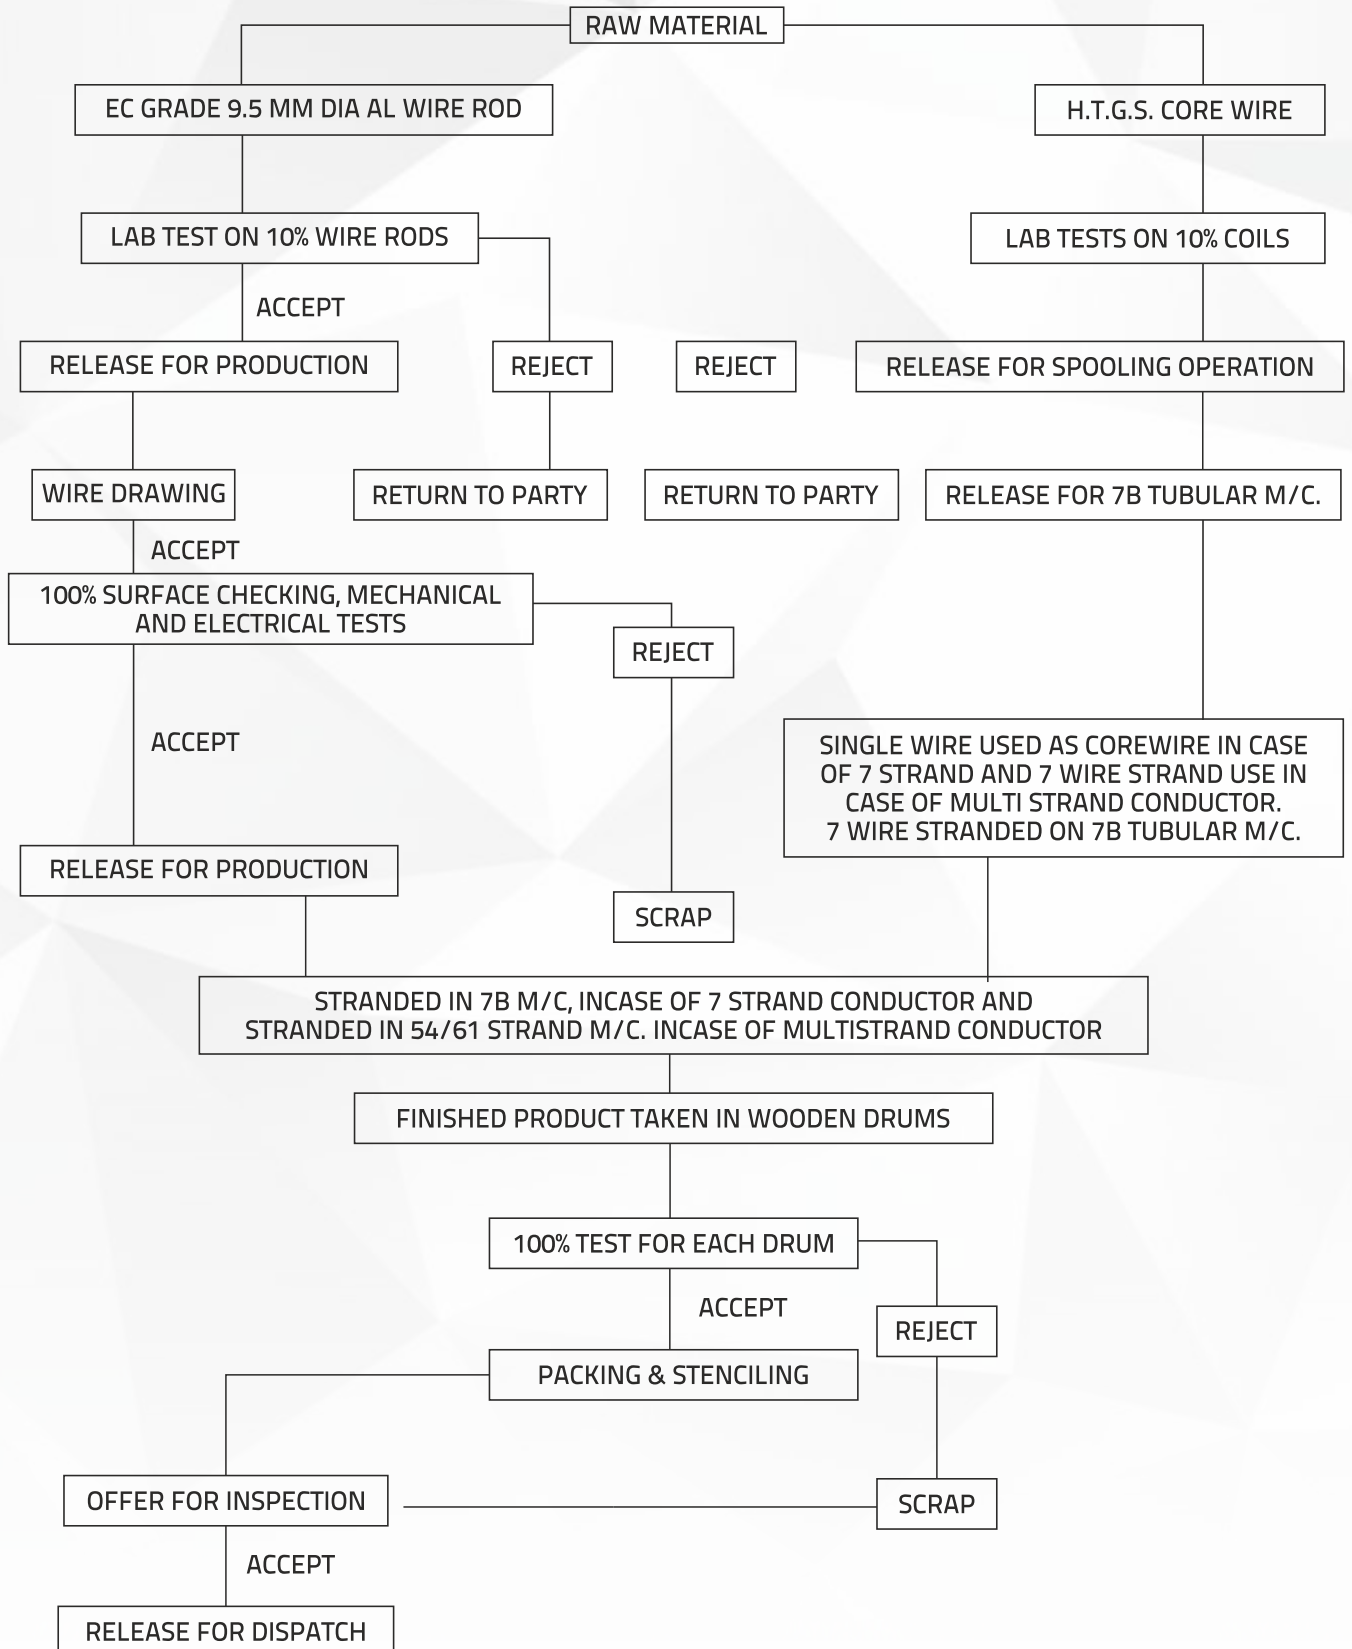 RAW MATERIAL
EC GRADE 9.5 MM DIA AL WIRE ROD
H.T.G.S. CORE WIRE
LAB TEST ON 10% WIRE RODS
LAB TESTS ON 10% COILS
ACCEPT
RELEASE FOR PRODUCTION
REJECT
REJECT
RELEASE FOR SPOOLING OPERATION
WIRE DRAWING
RETURN TO PARTY
RETURN TO PARTY
RELEASE FOR 7B TUBULAR M/C.
ACCEPT
100% SURFACE CHECKING, MECHANICAL
AND ELECTRICAL TESTS
REJECT
ACCEPT
SINGLE WIRE USED AS COREWIRE IN CASE
OF 7 STRAND AND 7 WIRE STRAND USE IN
CASE OF MULTI STRAND CONDUCTOR.
7 WIRE STRANDED ON 7B TUBULAR M/C.
RELEASE FOR PRODUCTION
SCRAP
STRANDED IN 7B M/C, INCASE OF 7 STRAND CONDUCTOR AND
STRANDED IN 54/61 STRAND M/C. INCASE OF MULTISTRAND CONDUCTOR
FINISHED PRODUCT TAKEN IN WOODEN DRUMS
100% TEST FOR EACH DRUM
ACCEPT
REJECT
PACKING & STENCILING
OFFER FOR INSPECTION
SCRAP
ACCEPT
RELEASE FOR DISPATCH